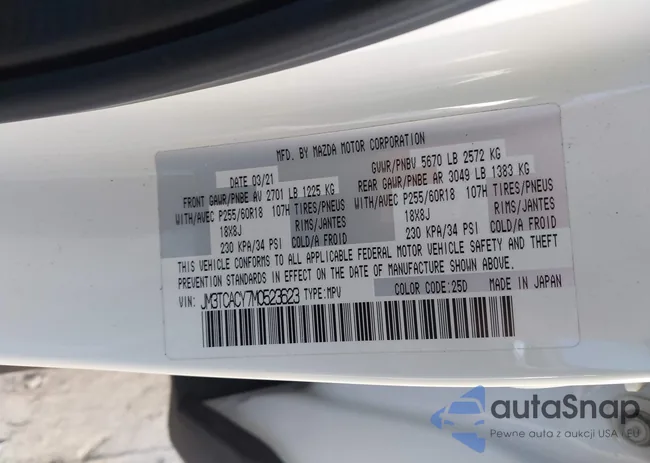 MFD. BY MAZDA MOTOR CORPORATION
DATE 03/21 GVWR/PNBV 5670 LB 2572 KG
FRONT GAWR/PNBE AV 2701 LB 1225 KG REAR GAWR/PNBE AR 3049 LB 1383 KG
WITH/AVEC P255/60R18 107H TIRES/PNEUS WITH/AVEC P255/60R18 107H TIRES/PNEUS
18X8J RIMS/JANTES 18X8J RIMS/JANTES
230 KPA/34 PSI COLD/A FROID 230 KPA/34 PSI COLD/A FROID
THIS VEHICLE CONFORMS TO ALL APPLICABLE FEDERAL MOTOR VEHICLE SAFETY AND THEFT
PREVENTION STANDARDS IN EFFECT ON THE DATE OF MANUFACTURE SHOWN ABOVE.
VIN: JM3TCACY7M0523623 TYPE:MPV COLOR CODE:25D MADE IN JAPAN
autaSnap
Pewne auta z aukcji USA i EU